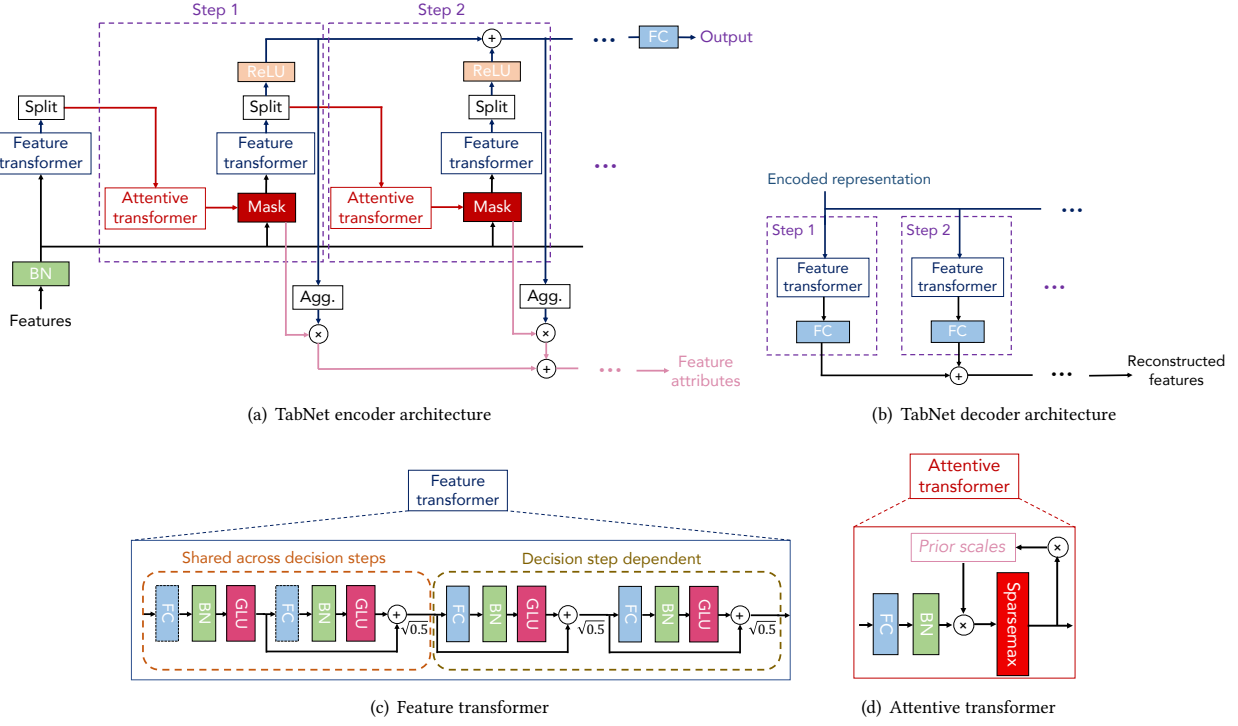 Step 1
Step 2
ReLU
ReLU
... FC Output
Split
Split
Split
Feature
transformer
Feature
transformer
Feature
transformer
...
Attentive
transformer
Mask
Attentive
transformer
Mask
BN
Features
Agg.
Agg.
...
Feature
attributes
(a) TabNet encoder architecture
Encoded representation
...
Step 1
Step 2
Feature
transformer
Feature
transformer
...
FC
FC
...
Reconstructed
features
(b) TabNet decoder architecture
Feature
transformer
Shared across decision steps
Decision step dependent
FC
BN
GLU
FC
BN
GLU
+
√0.5
FC
BN
GLU
+
√0.5
FC
BN
GLU
+
√0.5
(c) Feature transformer
Attentive
transformer
Prior scales
FC
BN
Sparsemax
(d) Attentive transformer